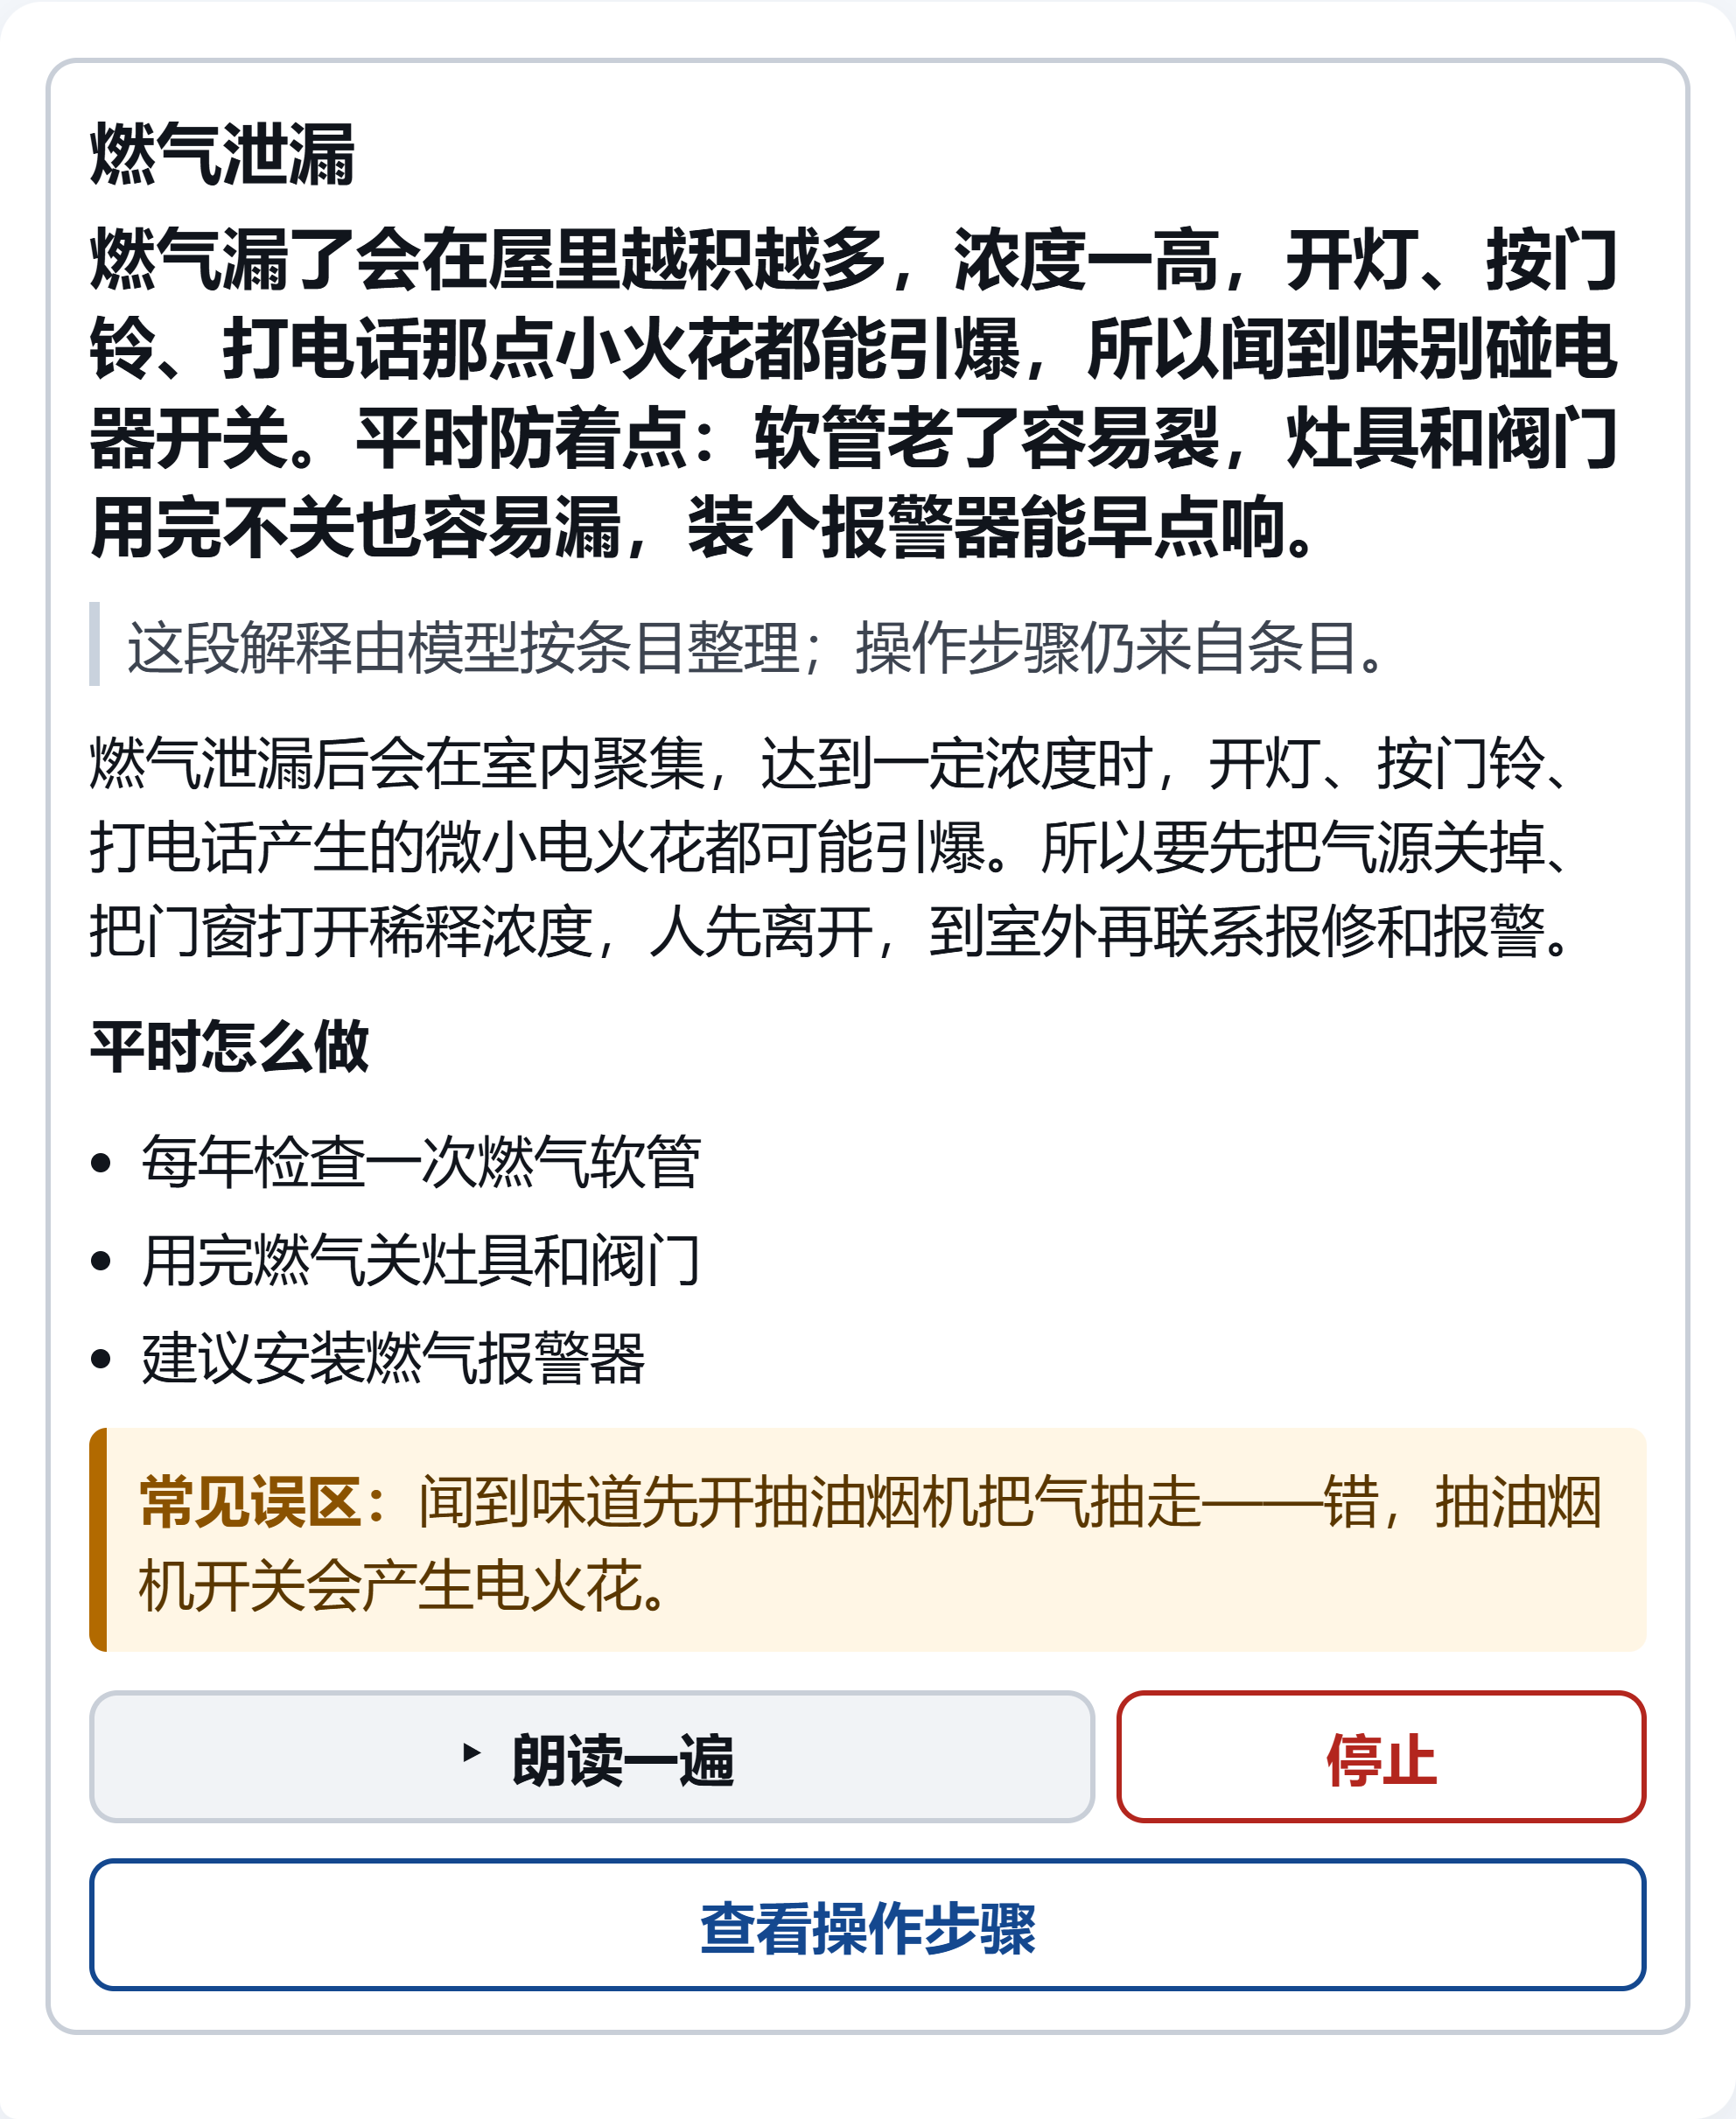 燃气泄漏
燃气漏了会在屋里越积越多，浓度一高，开灯、按门
铃、打电话那点小火花都能引爆，所以闻到味别碰电
器开关。平时防着点：软管老了容易裂，灶具和阀门
用完不关也容易漏，装个报警器能早点响。
这段解释由模型按条目整理；操作步骤仍来自条目。
燃气泄漏后会在室内聚集，达到一定浓度时，开灯、按门铃、
打电话产生的微小电火花都可能引爆。所以要先把气源关掉、
把门窗打开稀释浓度，人先离开，到室外再联系报修和报警。
平时怎么做
• 每年检查一次燃气软管
• 用完燃气关灶具和阀门
• 建议安装燃气报警器
常见误区：闻到味道先开抽油烟机把气抽走——错，抽油烟
机开关会产生电火花。
▶ 朗读一遍
停止
查看操作步骤